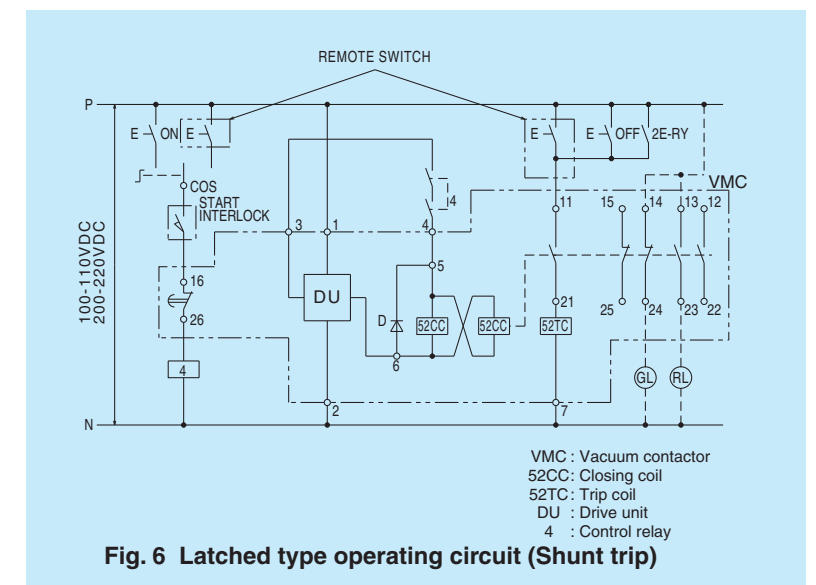 REMOTE SWITCH
P
E ON E E E OFF 2E-RY
COS
START
INTERLOCK
4
VMC
3 1 4 11 15 14 13 12
5
16
100-110VDC
200-220VDC
DU
D 52CC 52CC 52TC
21
26
25 24 23 22
6
4
GL RL
2 7
N
VMC : Vacuum contactor
52CC : Closing coil
52TC : Trip coil
DU : Drive unit
4 : Control relay
Fig. 6 Latched type operating circuit (Shunt trip)